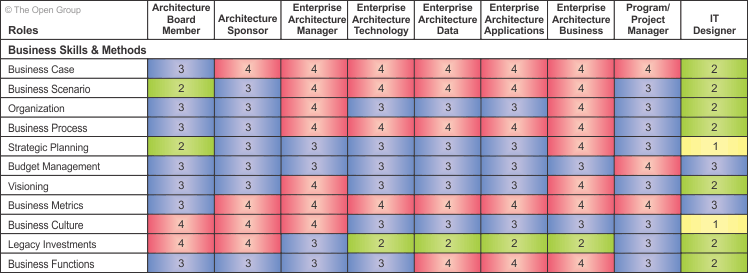 © The Open Group
Roles
Architecture Board Member
Architecture Sponsor
Enterprise Architecture Manager
Enterprise Architecture Technology
Enterprise Architecture Data
Enterprise Architecture Applications
Enterprise Architecture Business
Program/ Project Manager
IT Designer
Business Skills & Methods
Business Case 3 4 4 4 4 4 4 4 2
Business Scenario 2 3 4 4 4 4 4 3 2
Organization 3 3 4 3 3 3 4 3 2
Business Process 3 3 4 4 4 4 4 3 2
Strategic Planning 2 3 3 3 3 3 4 3 1
Budget Management 3 3 3 3 3 3 3 4 3
Visioning 3 3 4 3 3 3 4 3 2
Business Metrics 3 4 4 4 4 4 4 4 3
Business Culture 4 4 4 3 3 3 3 3 1
Legacy Investments 4 4 3 2 2 2 2 3 2
Business Functions 3 3 3 3 4 4 4 3 2